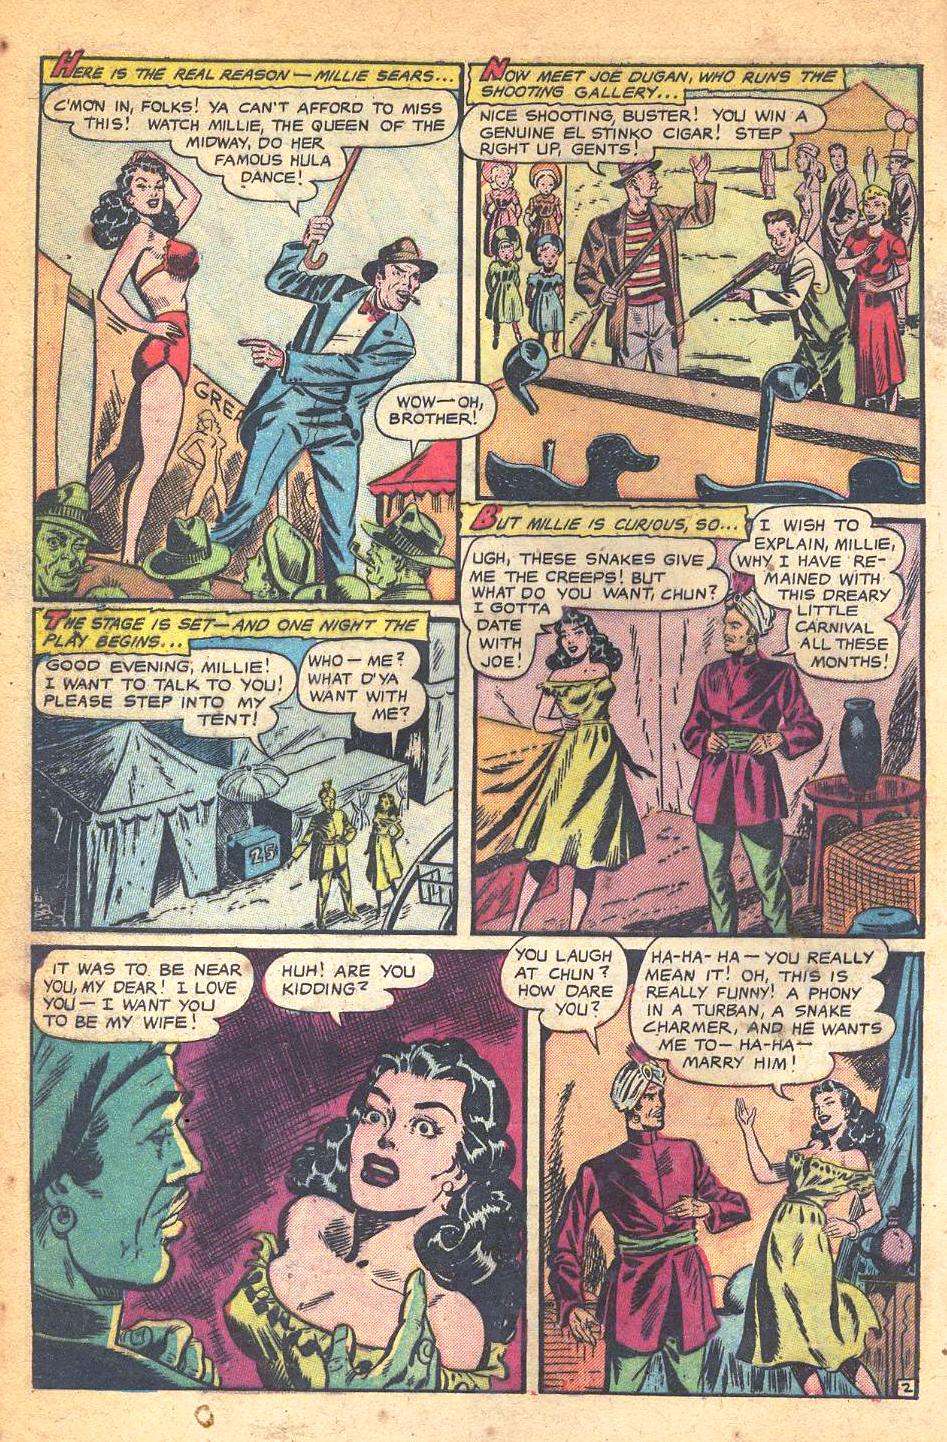 HERE IS THE REAL REASON—MILLIE SEARS...
C'MON IN, FOLKS! YA CAN'T AFFORD TO MISS
THIS! WATCH MILLIE, THE QUEEN OF THE
MIDWAY, DO HER
FAMOUS HULA
DANCE!
GREA
WOW—OH,
BROTHER!
NOW MEET JOE DUGAN, WHO RUNS THE
SHOOTING GALLERY...
NICE SHOOTING, BUSTER! YOU WIN A
GENUINE EL STINKO CIGAR! STEP
RIGHT UP, GENTS!
THE STAGE IS SET—AND ONE NIGHT THE
PLAY BEGINS...
GOOD EVENING, MILLIE!
I WANT TO TALK TO YOU!
PLEASE STEP INTO MY
TENT!
WHO—ME?
WHAT D'YA
WANT WITH
ME?
25
BUT MILLIE IS CURIOUS, SO...
UGH, THESE SNAKES GIVE
ME THE CREEPS! BUT
WHAT DO YOU WANT, CHUN?
I GOTTA
DATE
WITH
JOE!
I WISH TO
EXPLAIN, MILLIE,
WHY I HAVE RE-
MAINED WITH
THIS DREARY
LITTLE
CARNIVAL
ALL THESE
MONTHS!
IT WAS TO BE NEAR
YOU, MY DEAR! I LOVE
YOU—I WANT YOU
TO BE MY WIFE!
HUH! ARE YOU
KIDDING?
YOU LAUGH
AT CHUN?
HOW DARE
YOU?
HA-HA-HA—YOU REALLY
MEAN IT! OH, THIS IS
REALLY FUNNY! A PHONY
IN A TURBAN, A SNAKE
CHARMER, AND HE WANTS
ME TO—HA-HA—
MARRY HIM!
2